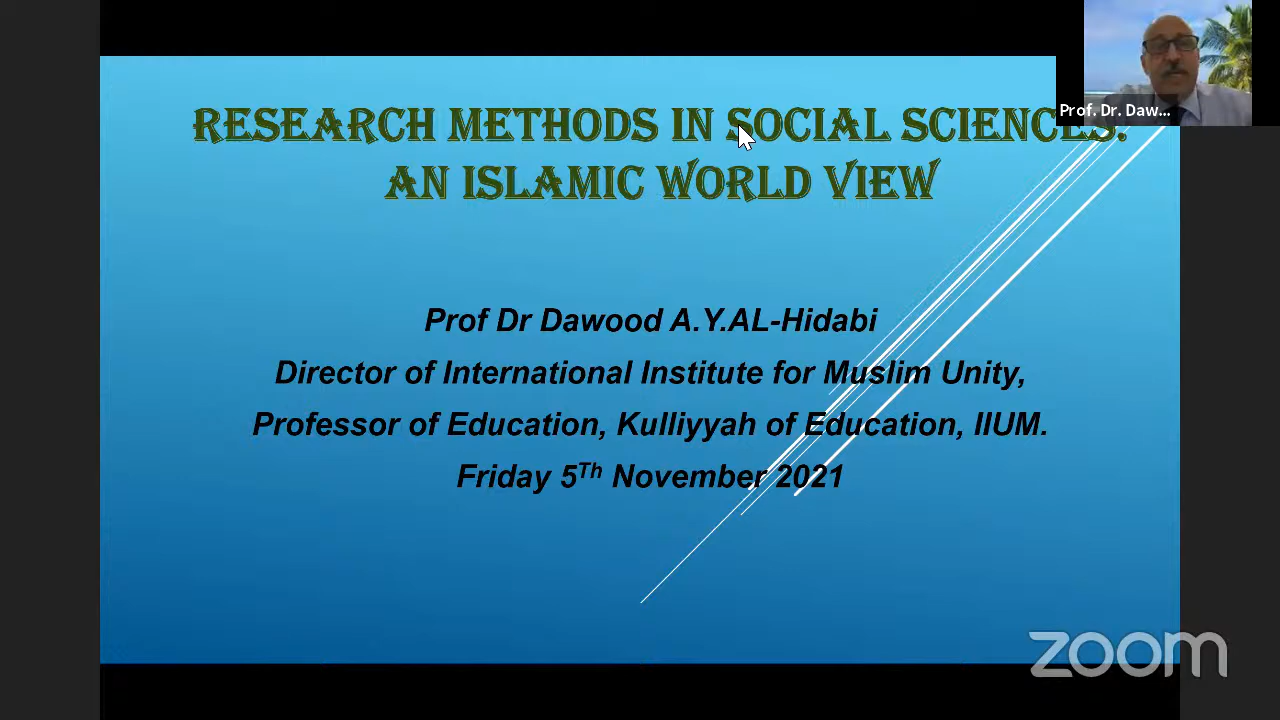 RESEARCH METHODS IN SOCIAL SCIENCES:
AN ISLAMIC WORLD VIEW
Prof. Dr. Daw...
Prof Dr Dawood A.Y.AL-Hidabi
Director of International Institute for Muslim Unity,
Professor of Education, Kulliyyah of Education, IIUM.
Friday 5Th November 2021
zoom